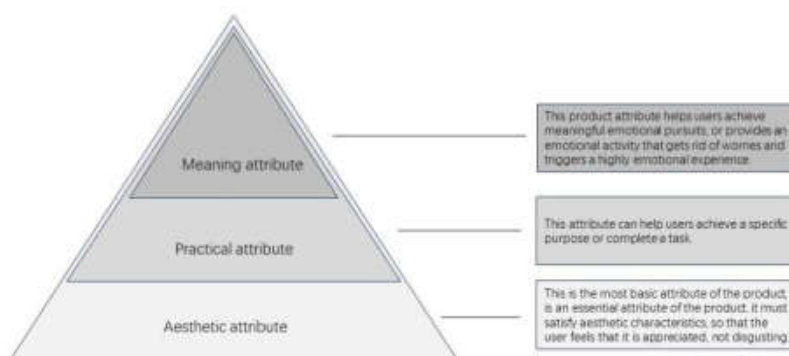 Meaning attribute
Practical attribute
Aesthetic attribute
This product attribute helps users achieve
meaningful emotional pursuits, or provides an
emotional activity that gets rid of worries and
triggers a highly emotional experience
This attribute can help users achieve a specific
purpose or complete a task
This is the most basic attribute of the product,
is an essential attribute of the product. it must
satisfy aesthetic characteristics, so that the
user feels that it is appreciated, not disgusting